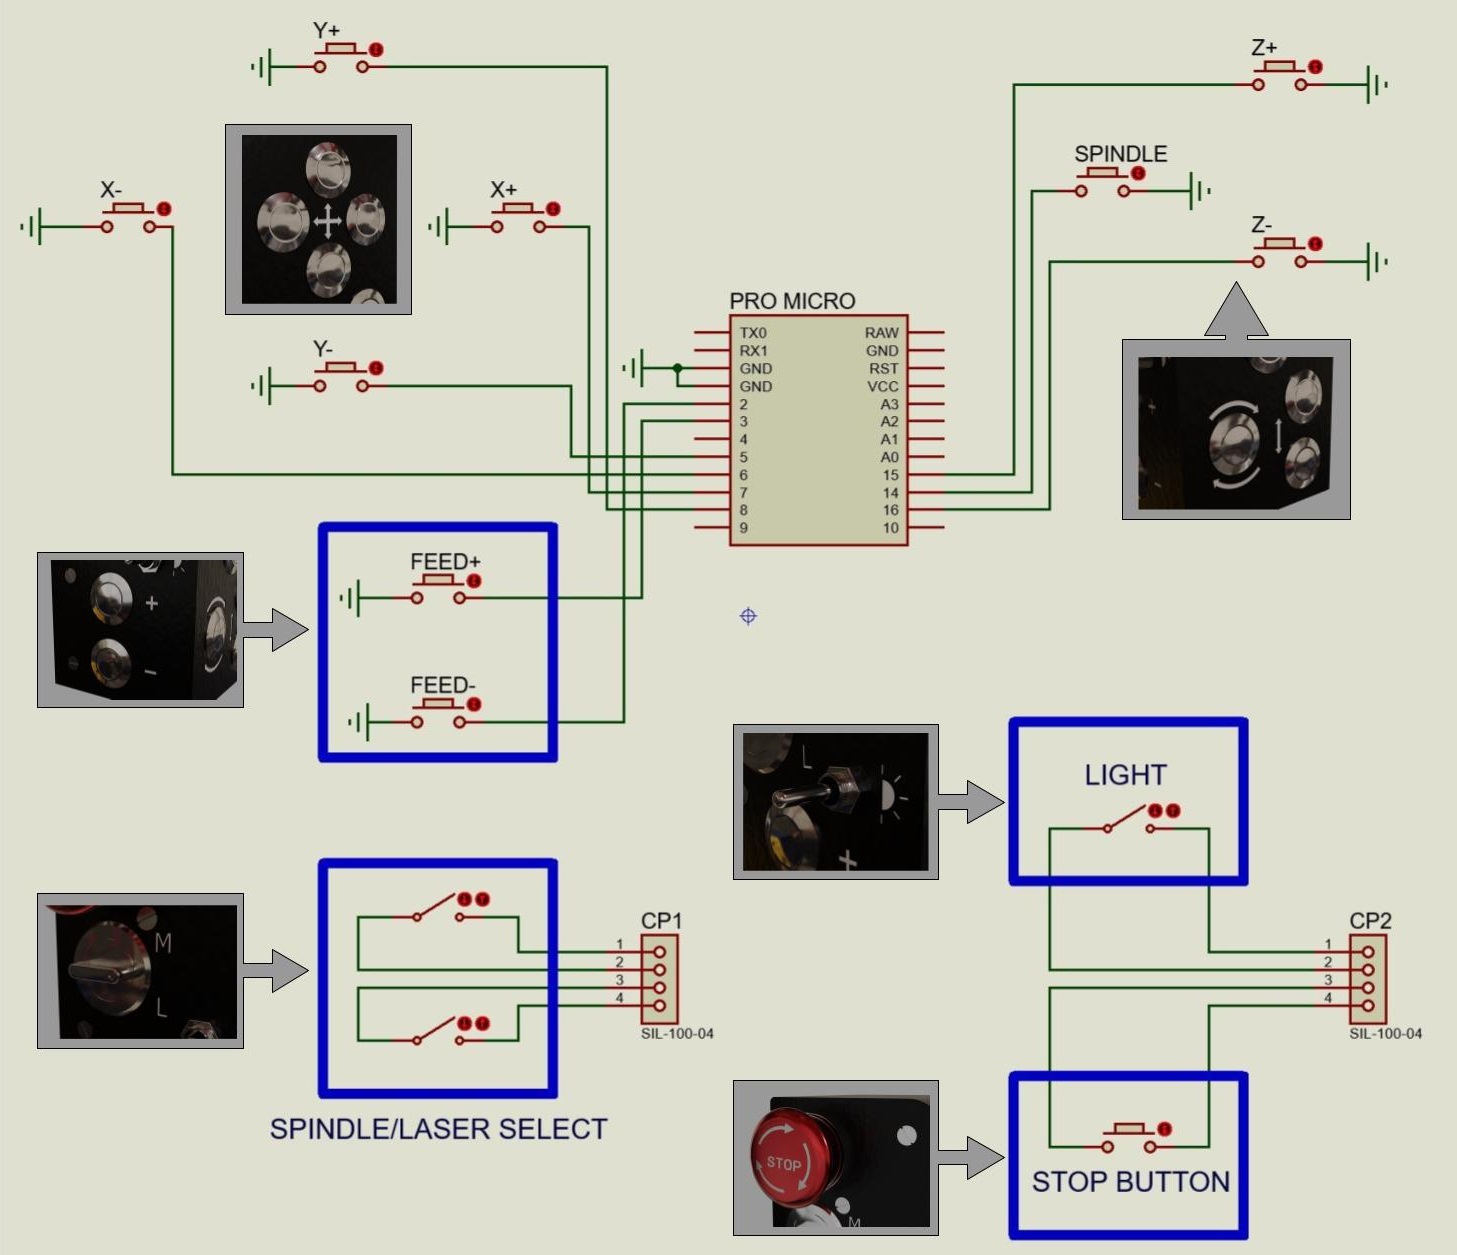 Y+
Z+
SPINDLE
X-
X+
Z-
Y-
PRO MICRO
TX0 RAW
RX1 GND
GND RST
GND VCC
2 A3
3 A2
4 A1
5 A0
6 15
7 14
8 16
9 10
FEED+
+
-
FEED-
LIGHT
L
+
M
L
CP1
1
2
3
4
SIL-100-04
CP2
1
2
3
4
SIL-100-04
SPINDLE/LASER SELECT
STOP
M
STOP BUTTON